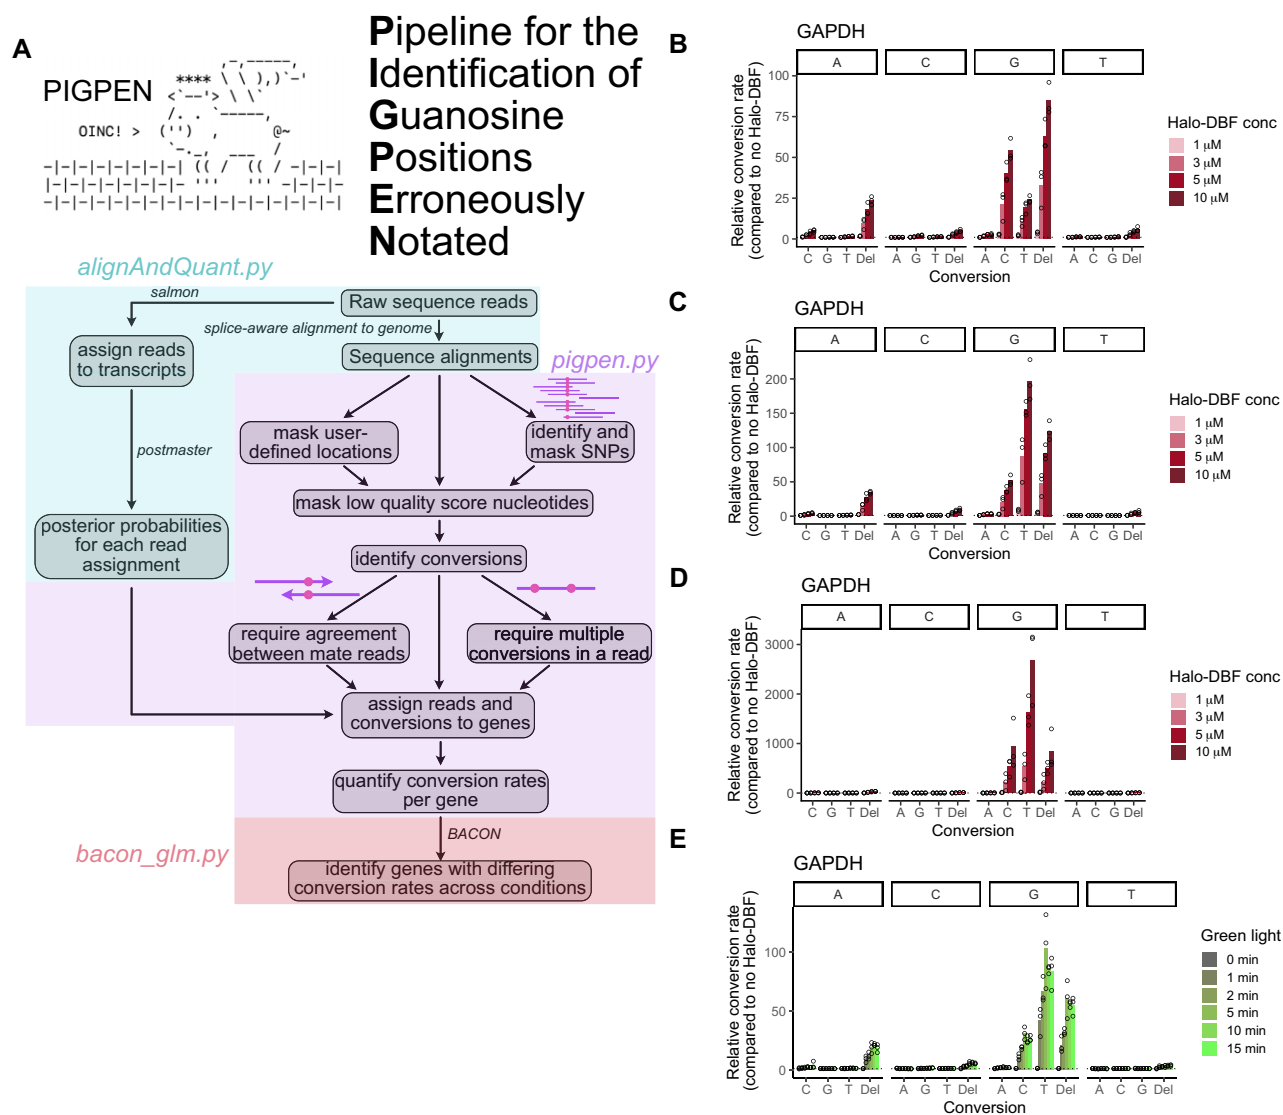 A
PIGPEN
OINC! >
Pipeline for the
Identification of
Guanosine
Positions
Erroneously
Notated
alignAndQuant.py
salmon
Raw sequence reads
splice-aware alignment to genome
assign reads
to transcripts
Sequence alignments
pigpen.py
mask user-
defined locations
identify and
mask SNPs
postmaster
mask low quality score nucleotides
posterior probabilities
for each read
assignment
identify conversions
require agreement
between mate reads
require multiple
conversions in a read
assign reads and
conversions to genes
quantify conversion rates
per gene
BACON
bacon_glm.py
identify genes with differing
conversion rates across conditions
B
GAPDH
A C G T
Relative conversion rate
(compared to no Halo-DBF)
100
75
50
25
0
C G T Del A G T Del A C T Del A C G Del
Conversion
Halo-DBF conc
1 µM
3 µM
5 µM
10 µM
C
GAPDH
A C G T
Relative conversion rate
(compared to no Halo-DBF)
200
150
100
50
0
C G T Del A G T Del A C T Del A C G Del
Conversion
Halo-DBF conc
1 µM
3 µM
5 µM
10 µM
D
GAPDH
A C G T
Relative conversion rate
(compared to no Halo-DBF)
3000
2000
1000
0
C G T Del A G T Del A C T Del A C G Del
Conversion
Halo-DBF conc
1 µM
3 µM
5 µM
10 µM
E
GAPDH
A C G T
Relative conversion rate
(compared to no Halo-DBF)
100
50
0
C G T Del A G T Del A C T Del A C G Del
Conversion
Green light
0 min
1 min
2 min
5 min
10 min
15 min